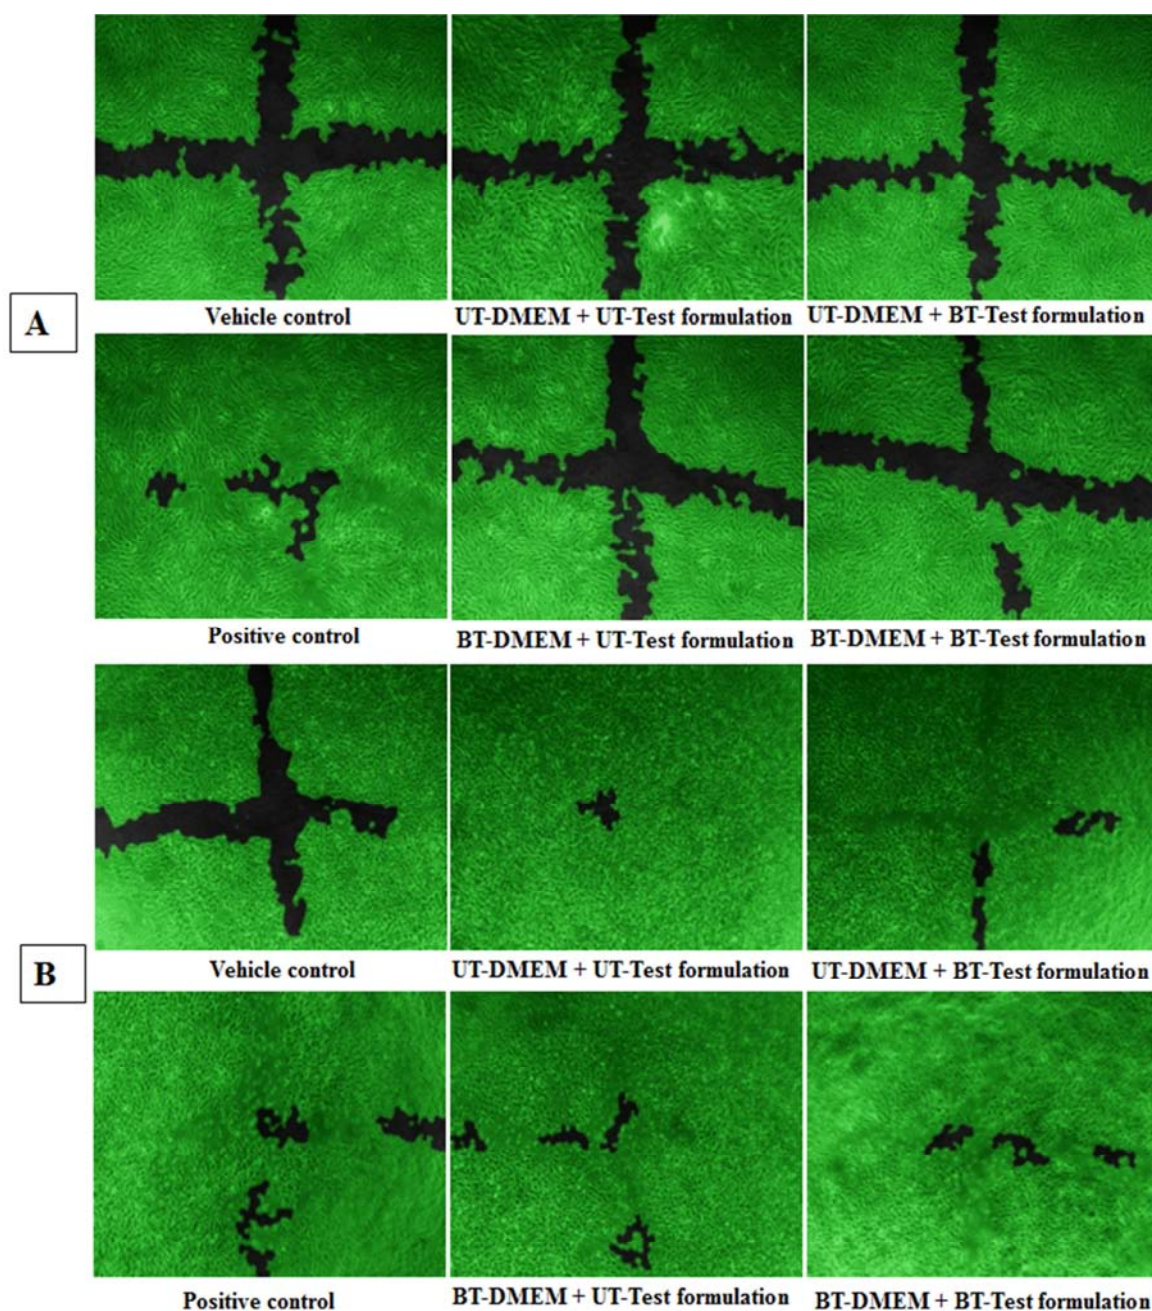 Vehicle control
UT-DMEM + UT-Test formulation
UT-DMEM + BT-Test formulation
A
Positive control
BT-DMEM + UT-Test formulation
BT-DMEM + BT-Test formulation
Vehicle control
UT-DMEM + UT-Test formulation
UT-DMEM + BT-Test formulation
B
Positive control
BT-DMEM + UT-Test formulation
BT-DMEM + BT-Test formulation